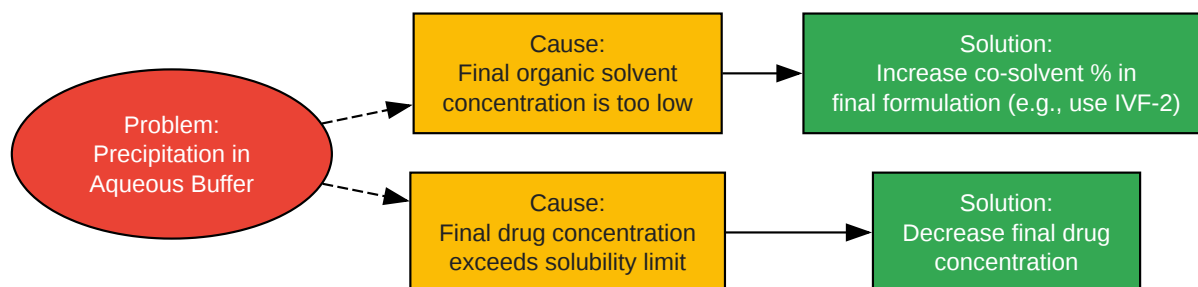 Problem:
Precipitation in
Aqueous Buffer
Cause:
Final organic solvent
concentration is too low
Solution:
Increase co-solvent % in
final formulation (e.g., use IVF-2)
Cause:
Final drug concentration
exceeds solubility limit
Solution:
Decrease final drug
concentration